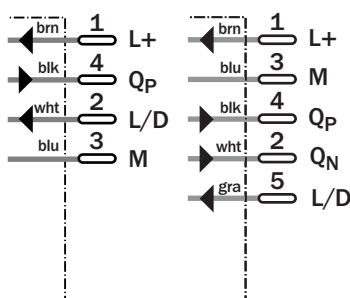 brn 1 L+
blk 4 QP
wht 2 L/D
blu 3 M
brn 1 L+
blu 3 M
blk 4 QP
wht 2 QN
gra 5 L/D